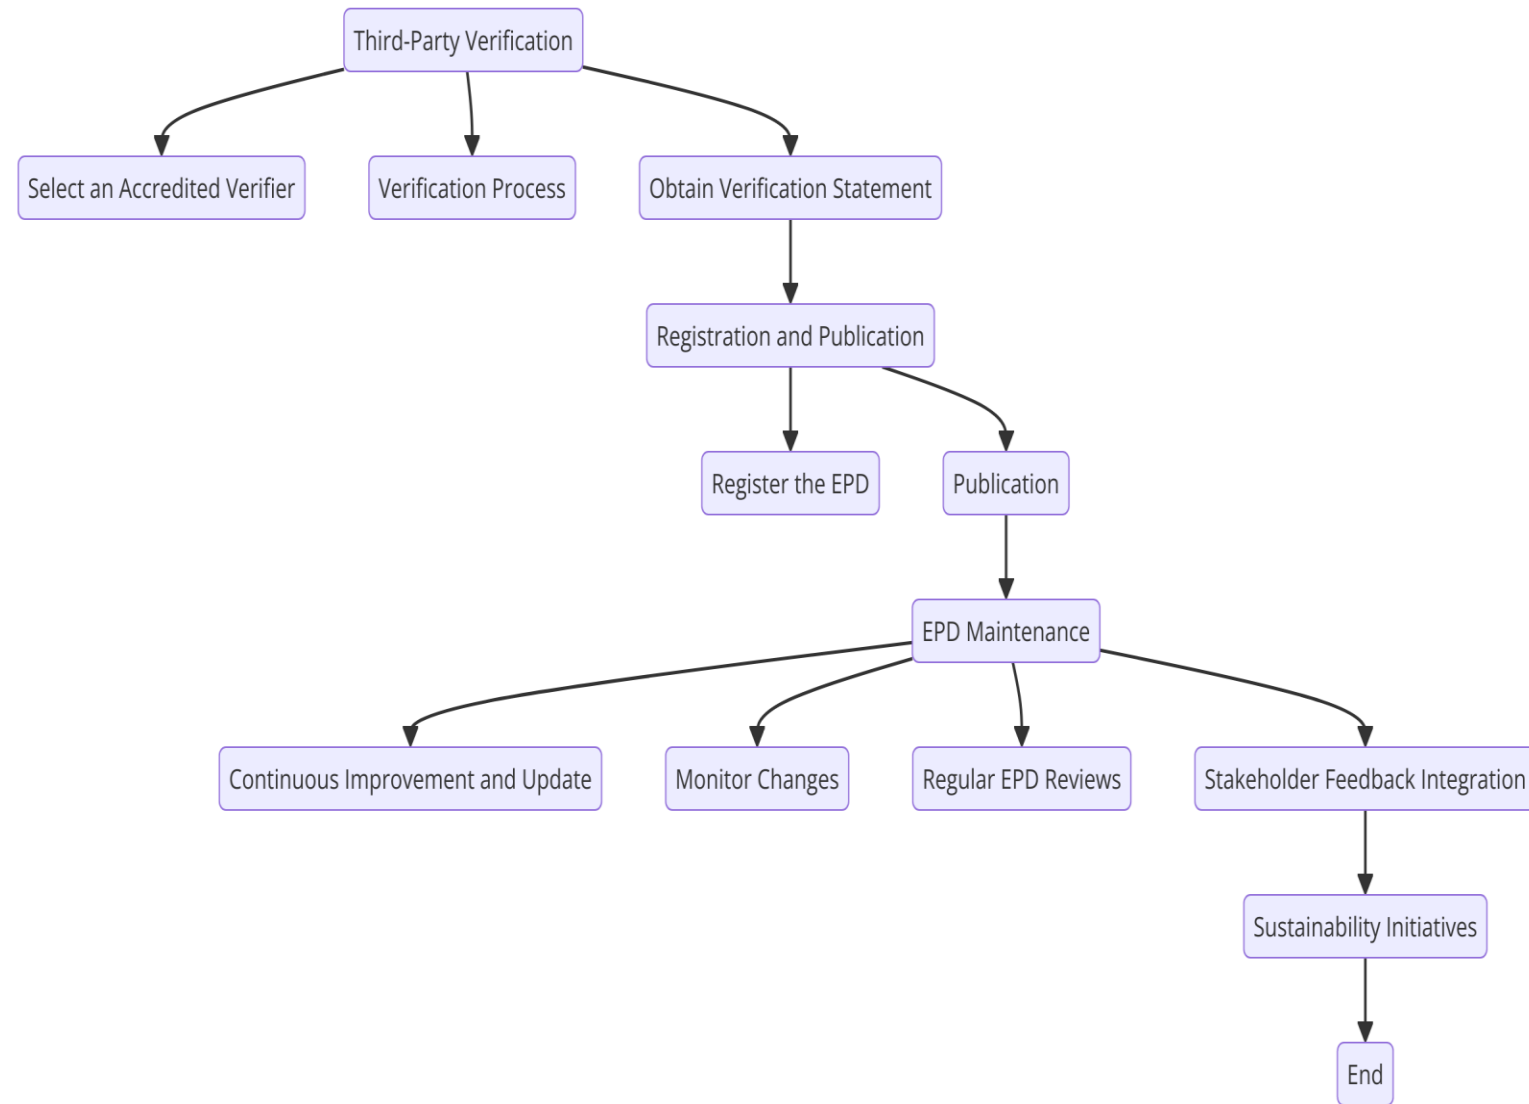 Third-Party Verification
Select an Accredited Verifier
Verification Process
Obtain Verification Statement
Registration and Publication
Register the EPD
Publication
EPD Maintenance
Continuous Improvement and Update
Monitor Changes
Regular EPD Reviews
Stakeholder Feedback Integration
Sustainability Initiatives
End